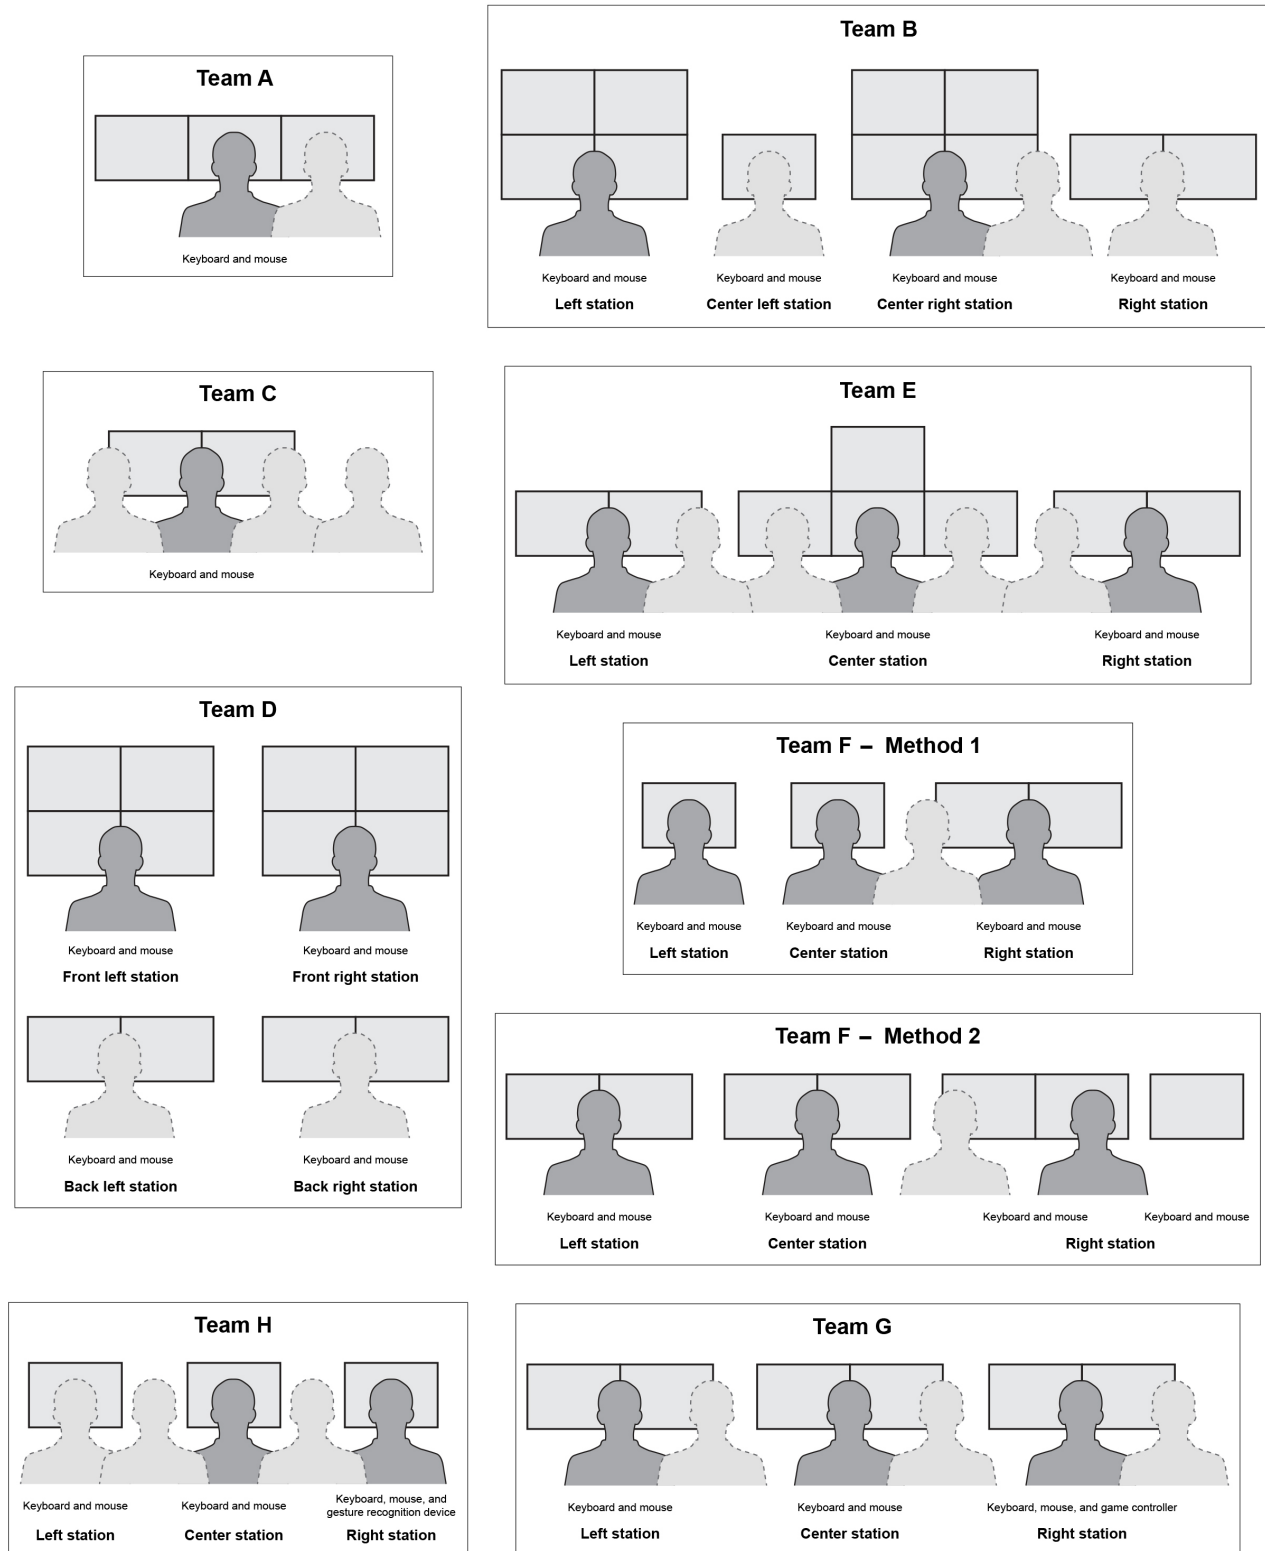 Team A
Keyboard and mouse
Team B
Keyboard and mouse Keyboard and mouse Keyboard and mouse Keyboard and mouse
Left station Center left station Center right station Right station
Team C
Keyboard and mouse
Team E
Keyboard and mouse Keyboard and mouse Keyboard and mouse
Left station Center station Right station
Team D
Keyboard and mouse Keyboard and mouse
Front left station Front right station
Keyboard and mouse Keyboard and mouse
Back left station Back right station
Team F – Method 1
Keyboard and mouse Keyboard and mouse Keyboard and mouse
Left station Center station Right station
Team F – Method 2
Keyboard and mouse Keyboard and mouse Keyboard and mouse Keyboard and mouse
Left station Center station Right station
Team H
Keyboard and mouse Keyboard and mouse Keyboard, mouse, and
gesture recognition device
Left station Center station Right station
Team G
Keyboard and mouse Keyboard and mouse Keyboard, mouse, and game controller
Left station Center station Right station